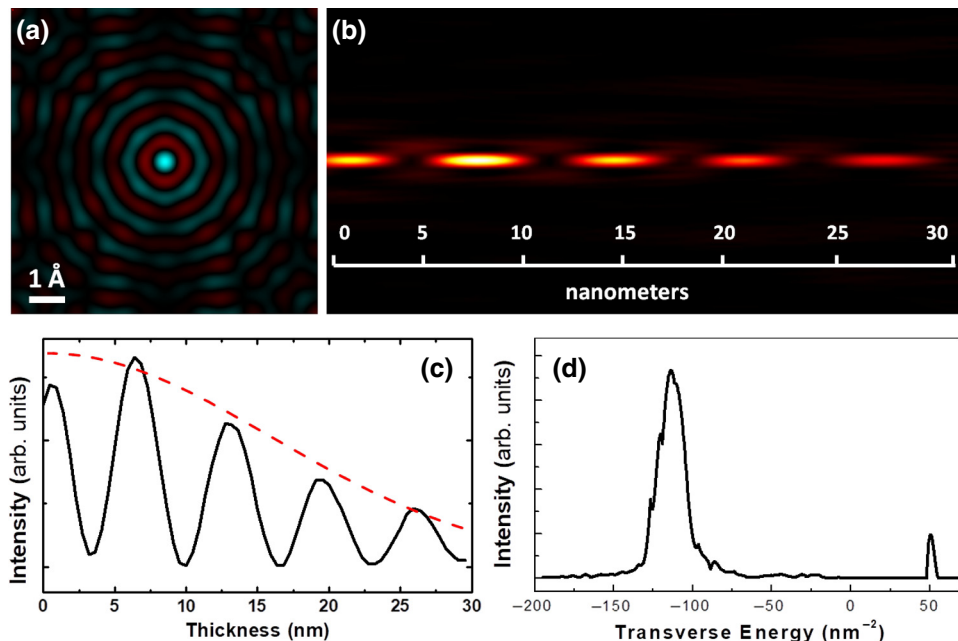 (a)
1 Å
(b)
0 5 10 15 20 25 30
nanometers
(c)
Intensity (arb. units)
0 5 10 15 20 25 30
Thickness (nm)
(d)
Intensity (arb. units)
−200 −150 −100 −50 0 50
Transverse Energy (nm⁻²)